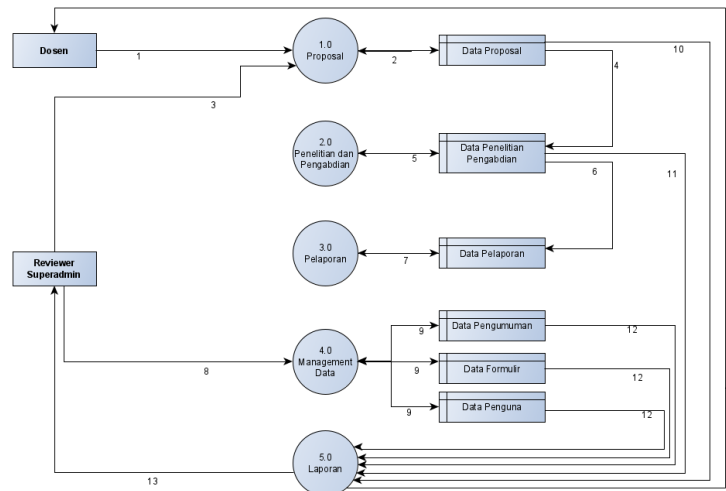 Dosen
1
1.0
Proposal
2
Data Proposal
10
4
3
2.0
Penelitian dan
Pengabdian
5
Data Penelitian
Pengabdian
11
6
Reviewer
Superadmin
3.0
Pelaporan
7
Data Pelaporan
8
4.0
Management
Data
9
Data Pengumuman
12
9
Data Formulir
12
9
Data Penguna
12
5.0
Laporan
13